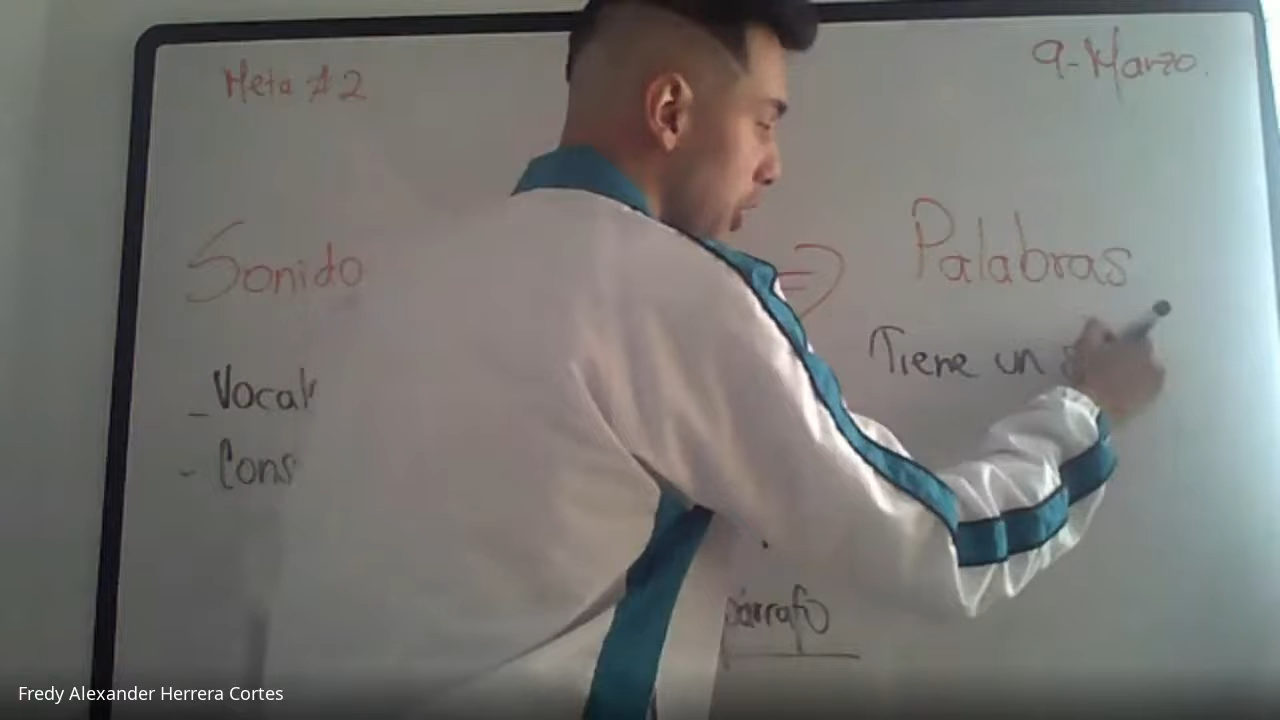 Meta #2
9-Marzo.
Sonido
=>
Palabras
Tiene un
- Vocal
- Cons
párrafo
Fredy Alexander Herrera Cortes